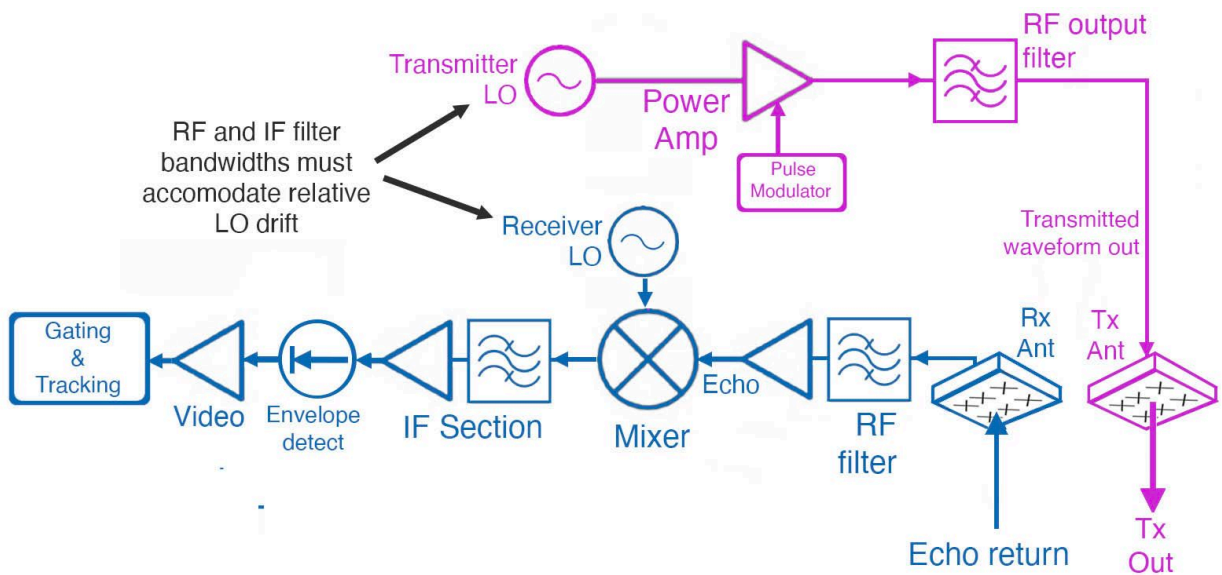 RF output
filter
Transmitter
LO
Power
Amp
Pulse
Modulator
RF and IF filter
bandwidths must
accomodate relative
LO drift
Receiver
LO
Transmitted
waveform out
Gating
&
Tracking
Video
Envelope
detect
IF Section
Mixer
Echo
RF
filter
Rx
Ant
Tx
Ant
Echo return
Tx
Out